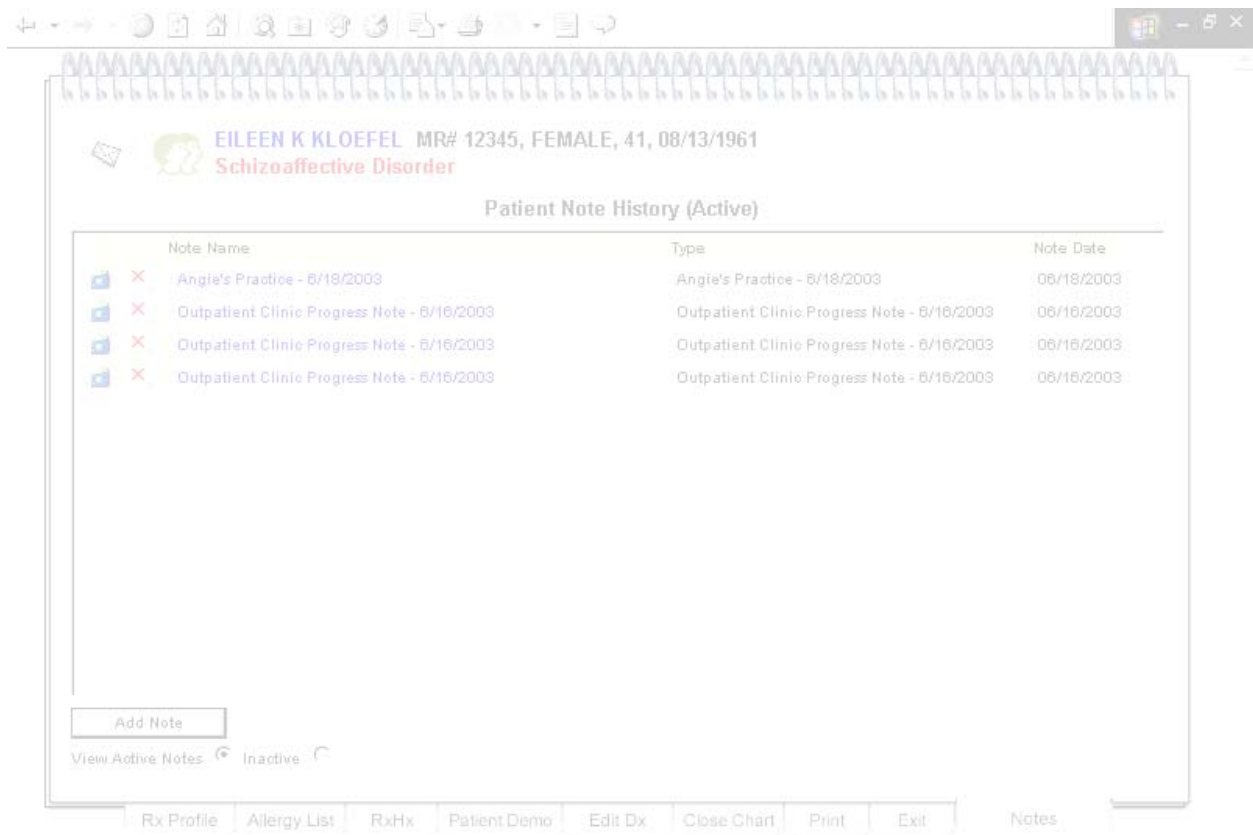 EILEEN K KLOEFEL MR# 12345, FEMALE, 41, 08/13/1961
Schizoaffective Disorder
Patient Note History (Active)
Note Name Type Note Date
Angie's Practice - 6/18/2003 Angie's Practice - 6/18/2003 06/18/2003
Outpatient Clinic Progress Note - 6/16/2003 Outpatient Clinic Progress Note - 6/16/2003 06/16/2003
Outpatient Clinic Progress Note - 6/16/2003 Outpatient Clinic Progress Note - 6/16/2003 06/16/2003
Outpatient Clinic Progress Note - 6/16/2003 Outpatient Clinic Progress Note - 6/16/2003 06/16/2003
Add Note
View Active Notes Inactive
Rx Profile Allergy List RxHx Patient Demo Edit Dx Close Chart Print Exit Notes